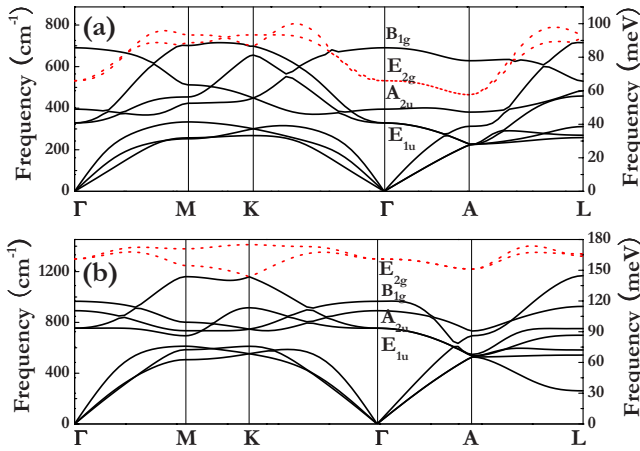 (a)
Frequency (cm⁻¹)
800
600
400
200
0
B₁g
E₂g
A₂u
E₁u
100
80
60
40
20
0
Frequency (meV)
Γ M K Γ A L
(b)
Frequency (cm⁻¹)
1200
800
400
0
E₂g
B₁g
A₂u
E₁u
180
150
120
90
60
30
0
Frequency (meV)
Γ M K Γ A L